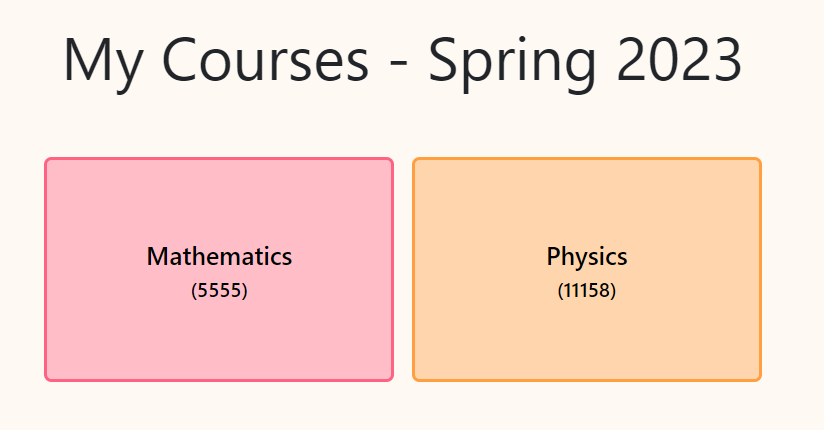 My Courses - Spring 2023
Mathematics
(5555)
Physics
(11158)